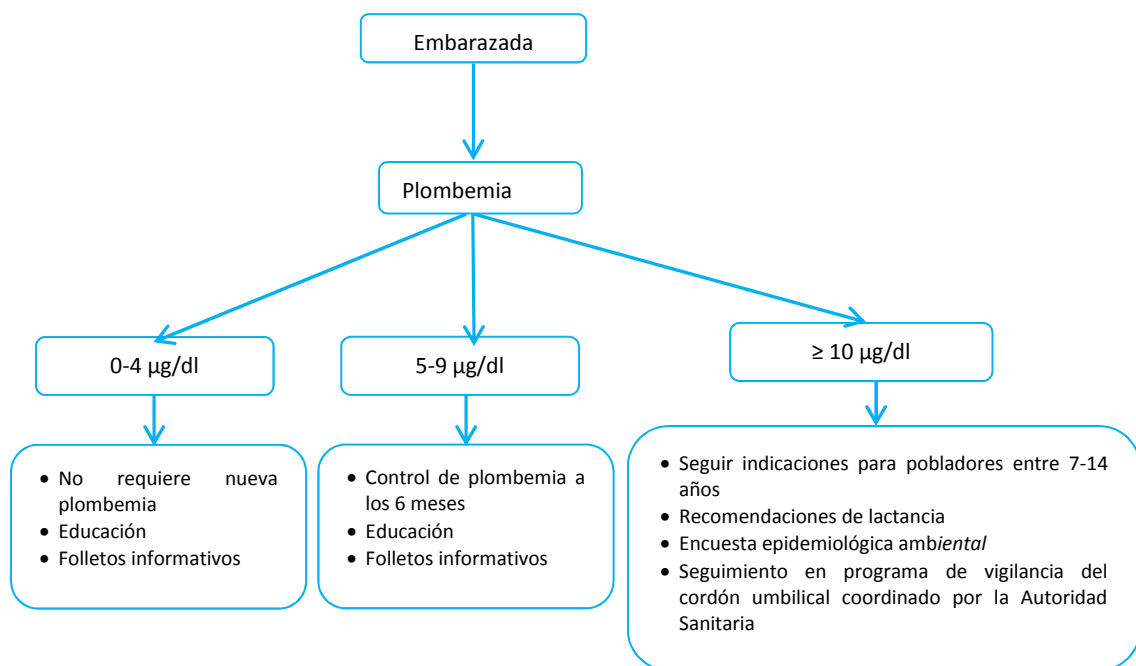 Embarazada
Plombemia
0-4 µg/dl
5-9 µg/dl
≥ 10 µg/dl
• No requiere nueva
plombemia
• Educación
• Folletos informativos
• Control de plombemia a
los 6 meses
• Educación
• Folletos informativos
• Seguir indicaciones para pobladores entre 7-14
años
• Recomendaciones de lactancia
• Encuesta epidemiológica ambiental
• Seguimiento en programa de vigilancia del
cordón umbilical coordinado por la Autoridad
Sanitaria